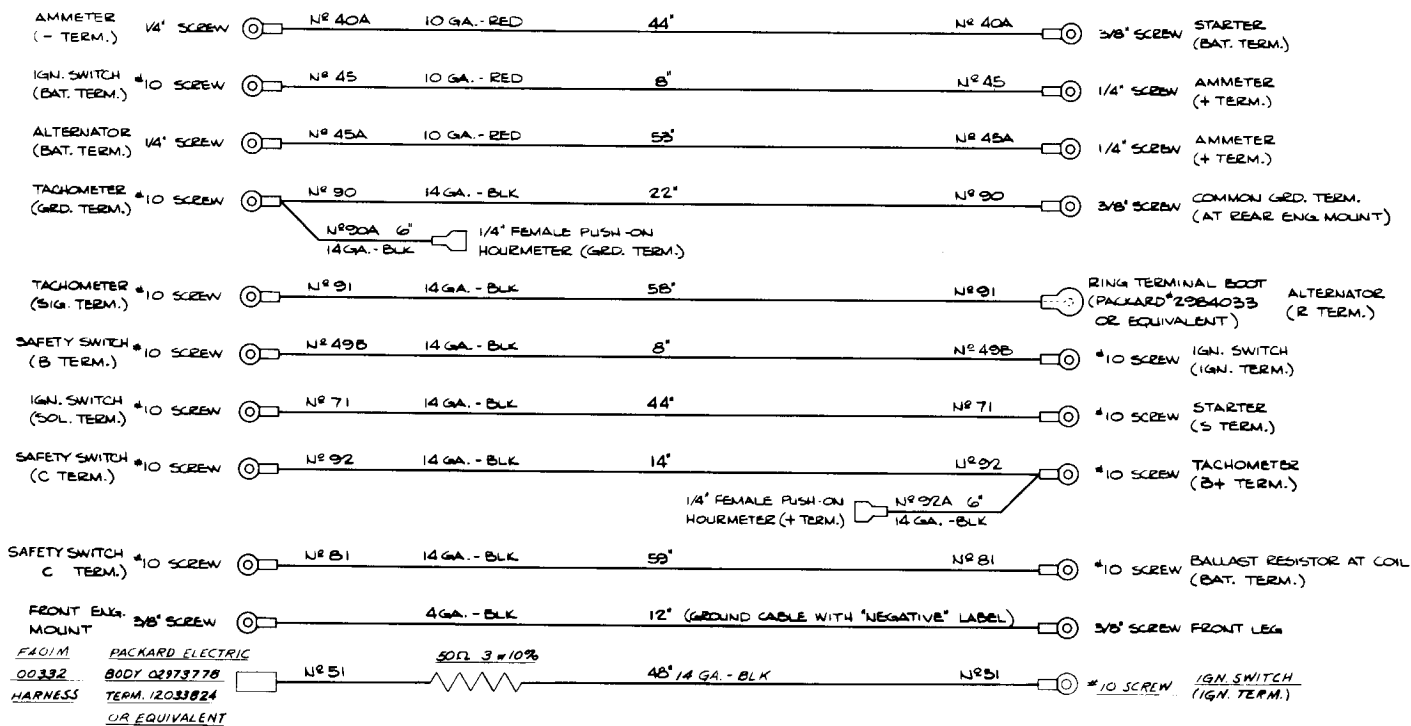 AMMETER
(- TERM.)
1/4" SCREW
Nº 40A
10 GA.-RED
44"
Nº 40A
3/8" SCREW
STARTER
(BAT. TERM.)
IGN. SWITCH
(BAT. TERM.)
#10 SCREW
Nº 45
10 GA.-RED
8"
Nº 45
1/4" SCREW
AMMETER
(+ TERM.)
ALTERNATOR
(BAT. TERM.)
1/4" SCREW
Nº 45A
10 GA.-RED
53"
Nº 45A
1/4" SCREW
AMMETER
(+ TERM.)
TACHOMETER
(GRD. TERM.)
#10 SCREW
Nº 90
14 GA.-BLK
22"
Nº 90
3/8" SCREW
COMMON GRD. TERM.
(AT REAR ENG MOUNT)
Nº90A 6"
14 GA.-BLK
1/4" FEMALE PUSH-ON
HOURMETER (GRD. TERM.)
TACHOMETER
(SIG. TERM.)
#10 SCREW
Nº 91
14 GA.-BLK
58"
Nº91
RING TERMINAL BOOT
(PACKARD #2984033
OR EQUIVALENT)
ALTERNATOR
(R TERM.)
SAFETY SWITCH
(B TERM.)
#10 SCREW
Nº 49B
14 GA.-BLK
8"
Nº 49B
#10 SCREW
IGN. SWITCH
(IGN. TERM.)
IGN. SWITCH
(SOL. TERM.)
#10 SCREW
Nº 71
14 GA.-BLK
44"
Nº 71
#10 SCREW
STARTER
(S TERM.)
SAFETY SWITCH
(C TERM.)
#10 SCREW
Nº 92
14 GA.-BLK
14"
Nº92
#10 SCREW
TACHOMETER
(B+ TERM.)
1/4" FEMALE PUSH-ON
HOURMETER (+ TERM.)
Nº 92A 6"
14 GA.-BLK
SAFETY SWITCH
C TERM.)
#10 SCREW
Nº 81
14 GA.-BLK
59"
Nº 81
#10 SCREW
BALLAST RESISTOR AT COIL
(BAT. TERM.)
FRONT ENG.
MOUNT
3/8" SCREW
4 GA.-BLK
12" (GROUND CABLE WITH "NEGATIVE" LABEL)
3/8" SCREW
FRONT LEG
F401M
00332
HARNESS
PACKARD ELECTRIC
BODY 02973778
TERM. 12033824
OR EQUIVALENT
Nº 51
50Ω 3 W 10%
48" 14 GA.-BLK
Nº51
#10 SCREW
IGN. SWITCH
(IGN. TERM.)